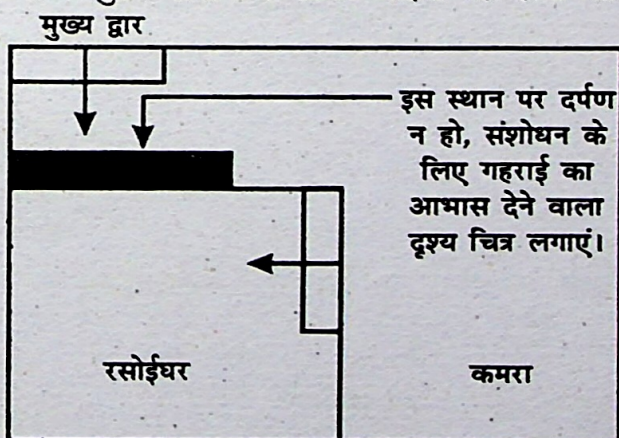 मुख्य द्वार
इस स्थान पर दर्पण
न हो, संशोधन के
लिए गहराई का
आभास देने वाला
दृश्य चित्र लगाएं।
रसोईघर
कमरा